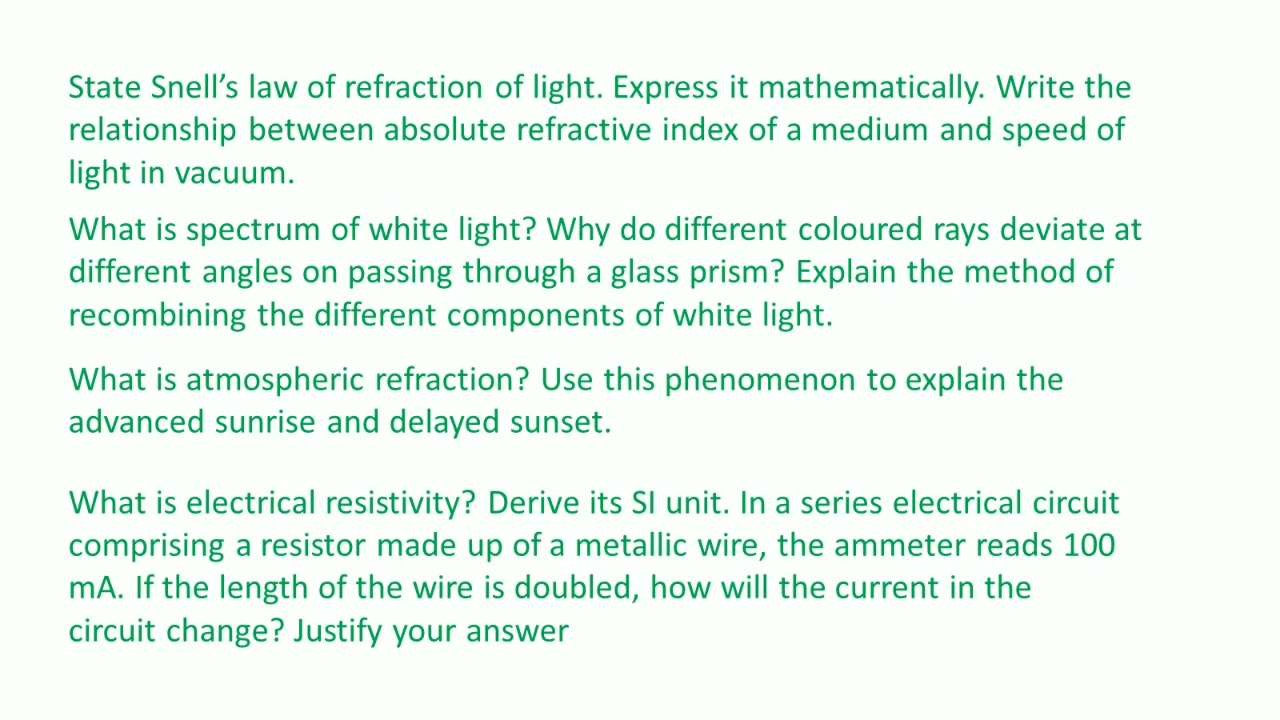 State Snell’s law of refraction of light. Express it mathematically. Write the
relationship between absolute refractive index of a medium and speed of
light in vacuum.
What is spectrum of white light? Why do different coloured rays deviate at
different angles on passing through a glass prism? Explain the method of
recombining the different components of white light.
What is atmospheric refraction? Use this phenomenon to explain the
advanced sunrise and delayed sunset.
What is electrical resistivity? Derive its SI unit. In a series electrical circuit
comprising a resistor made up of a metallic wire, the ammeter reads 100
mA. If the length of the wire is doubled, how will the current in the
circuit change? Justify your answer